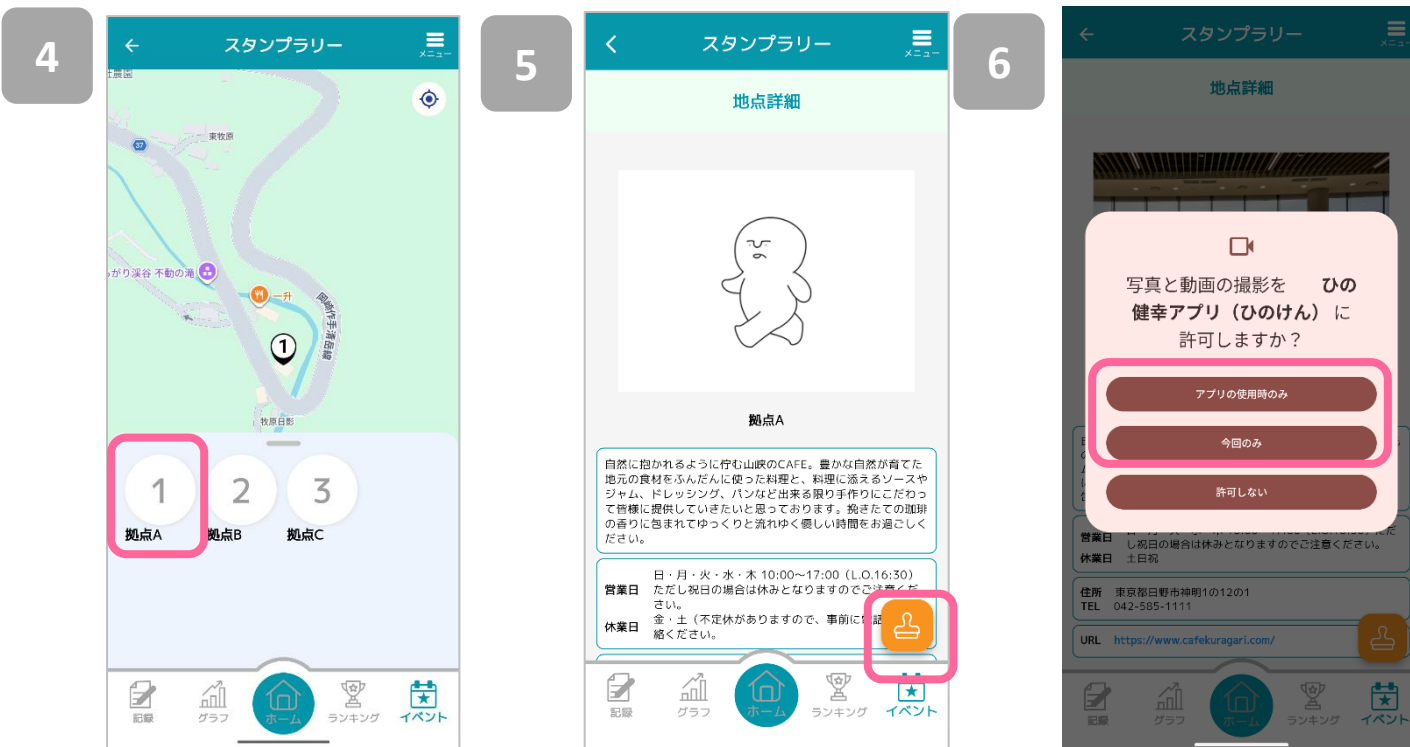 4
スタンプラリー
メニュー
東牧原
37
がり渓谷 不動の滝
一升
岡崎作手清岳線
1
牧原日影
1
2
3
拠点A
拠点B
拠点C
記録
グラフ
ホーム
ランキング
イベント
5
スタンプラリー
メニュー
地点詳細
拠点A
自然に抱かれるように佇む山峡のCAFE。豊かな自然が育てた
地元の食材をふんだんに使った料理と、料理に添えるソースや
ジャム、ドレッシング、パンなど出来る限り手作りにこだわっ
て皆様に提供していきたいと思っております。挽きたての珈琲
の香りに包まれてゆっくりと流れゆく優しい時間をお過ごしく
ださい。
営業日
日・月・火・水・木 10:00〜17:00（L.O.16:30）
ただし祝日の場合は休みとなりますのでご注意くだ
さい。
休業日
金・土（不定休がありますので、事前に
絡ください。
記録
グラフ
ホーム
ランキング
イベント
6
スタンプラリー
メニュー
地点詳細
写真と動画の撮影を ひの
健幸アプリ（ひのけん）に
許可しますか？
アプリの使用時のみ
今回のみ
許可しない
営業日
し祝日の場合は休みとなりますのでご注意ください。
休業日 土日祝
住所 東京都日野市神明1の12の1
TEL 042-585-1111
URL https://www.cafekuragari.com/
記録
グラフ
ホーム
ランキング
イベント